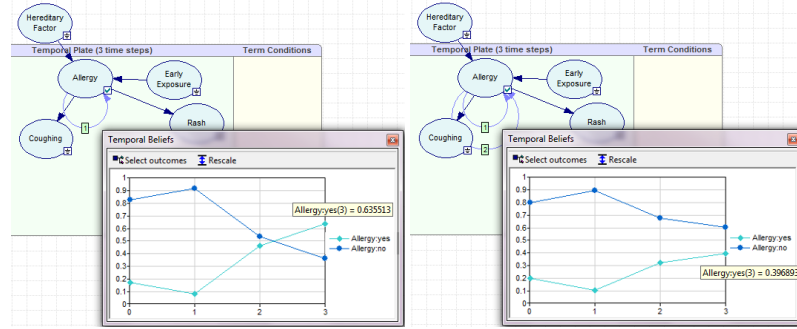 Hereditary
Factor
Temporal Plate (3 time steps)
Term Conditions
Allergy
Early
Exposure
Coughing
1
Rash
Temporal Beliefs
Select outcomes
Rescale
1
0.9
0.8
0.7
0.6
0.5
0.4
0.3
0.2
0.1
0
0
1
2
3
Allergy:yes(3) = 0.635513
Allergy:yes
Allergy:no
Hereditary
Factor
Temporal Plate (3 time steps)
Term Conditions
Allergy
Early
Exposure
Coughing
1
2
Rash
Temporal Beliefs
Select outcomes
Rescale
1
0.9
0.8
0.7
0.6
0.5
0.4
0.3
0.2
0.1
0
0
1
2
3
Allergy:yes
Allergy:no
Allergy:yes(3) = 0.396893